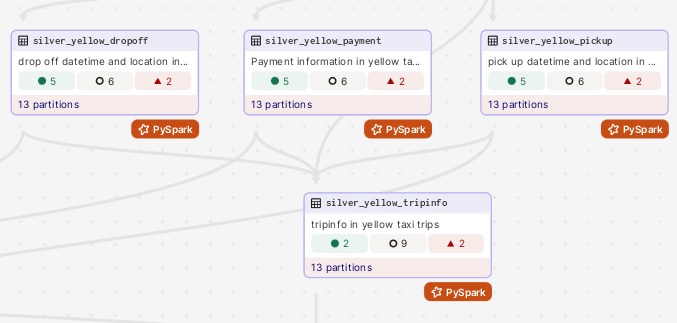 silver_yellow_dropoff
drop off datetime and location in...
5 6 2
13 partitions
PySpark
silver_yellow_payment
Payment information in yellow ta...
5 6 2
13 partitions
PySpark
silver_yellow_pickup
pick up datetime and location in ...
5 6 2
13 partitions
PySpark
silver_yellow_tripinfo
tripinfo in yellow taxi trips
2 9 2
13 partitions
PySpark